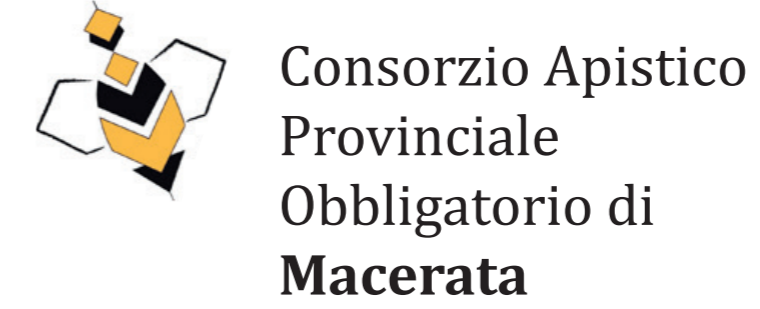 Consorzio Apistico
Provinciale
Obbligatorio di
Macerata